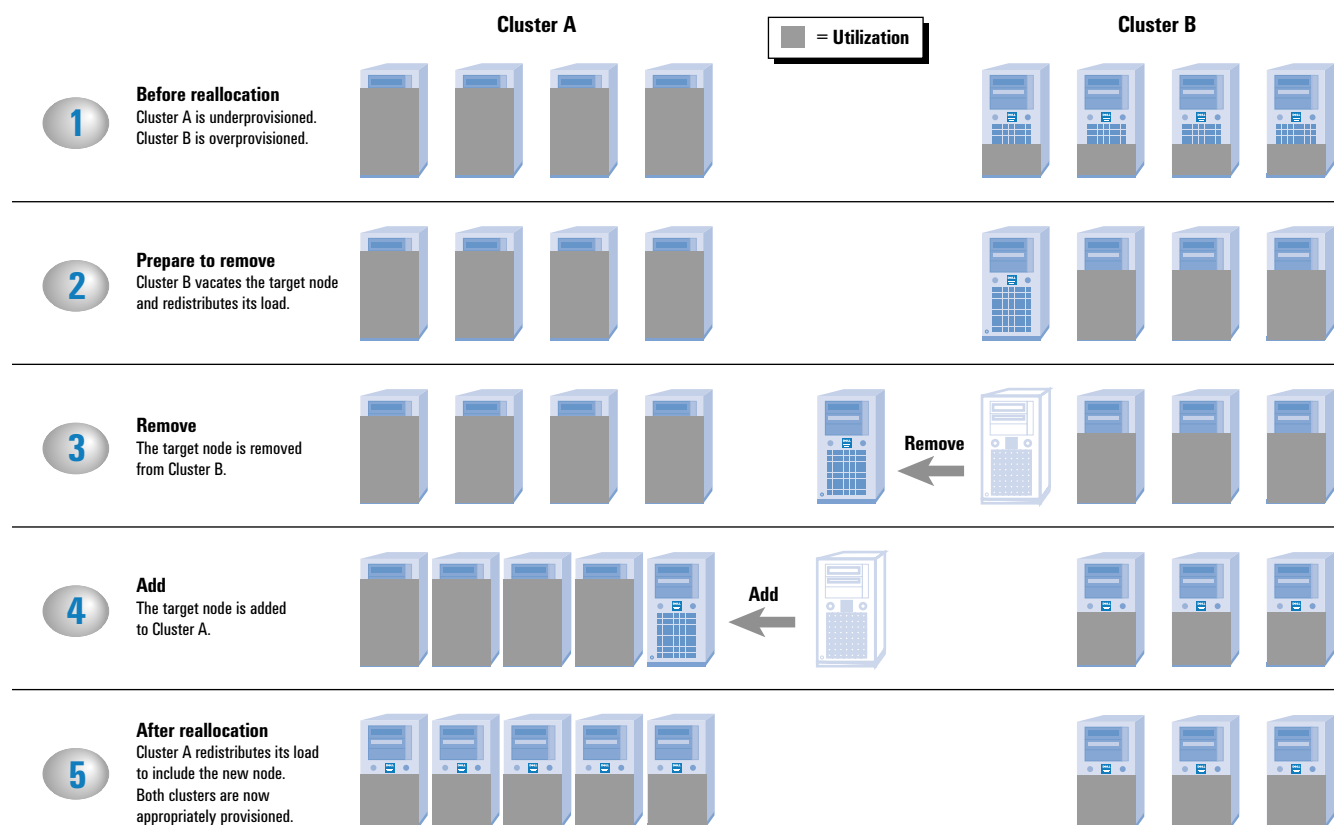 Cluster A
= Utilization
Cluster B
1
Before reallocation
Cluster A is underprovisioned.
Cluster B is overprovisioned.
2
Prepare to remove
Cluster B vacates the target node
and redistributes its load.
3
Remove
The target node is removed
from Cluster B.
Remove
4
Add
The target node is added
to Cluster A.
Add
5
After reallocation
Cluster A redistributes its load
to include the new node.
Both clusters are now
appropriately provisioned.